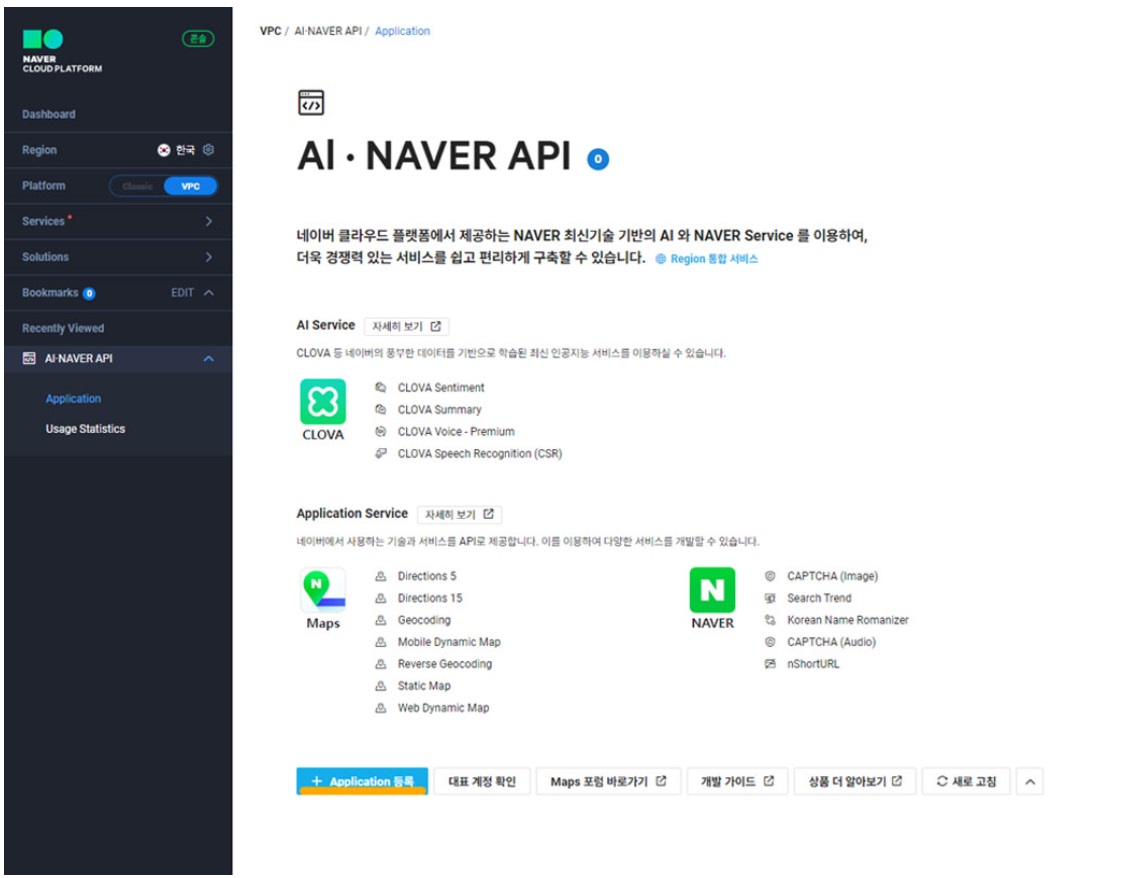 NAVER
CLOUD PLATFORM
콘솔
Dashboard
Region 한국
Platform Classic VPC
Services
Solutions
Bookmarks 0 EDIT
Recently Viewed
AI·NAVER API
Application
Usage Statistics
VPC / AI·NAVER API / Application
AI · NAVER API 0
네이버 클라우드 플랫폼에서 제공하는 NAVER 최신기술 기반의 AI 와 NAVER Service 를 이용하여,
더욱 경쟁력 있는 서비스를 쉽고 편리하게 구축할 수 있습니다. Region 통합 서비스
AI Service 자세히 보기
CLOVA 등 네이버의 풍부한 데이터를 기반으로 학습된 최신 인공지능 서비스를 이용하실 수 있습니다.
CLOVA
CLOVA Sentiment
CLOVA Summary
CLOVA Voice - Premium
CLOVA Speech Recognition (CSR)
Application Service 자세히 보기
네이버에서 사용하는 기술과 서비스를 API로 제공합니다. 이를 이용하여 다양한 서비스를 개발할 수 있습니다.
N
Maps
Directions 5
Directions 15
Geocoding
Mobile Dynamic Map
Reverse Geocoding
Static Map
Web Dynamic Map
N
NAVER
CAPTCHA (Image)
Search Trend
Korean Name Romanizer
CAPTCHA (Audio)
nShortURL
+ Application 등록 대표 계정 확인 Maps 포럼 바로가기 개발 가이드 상품 더 알아보기 새로 고침